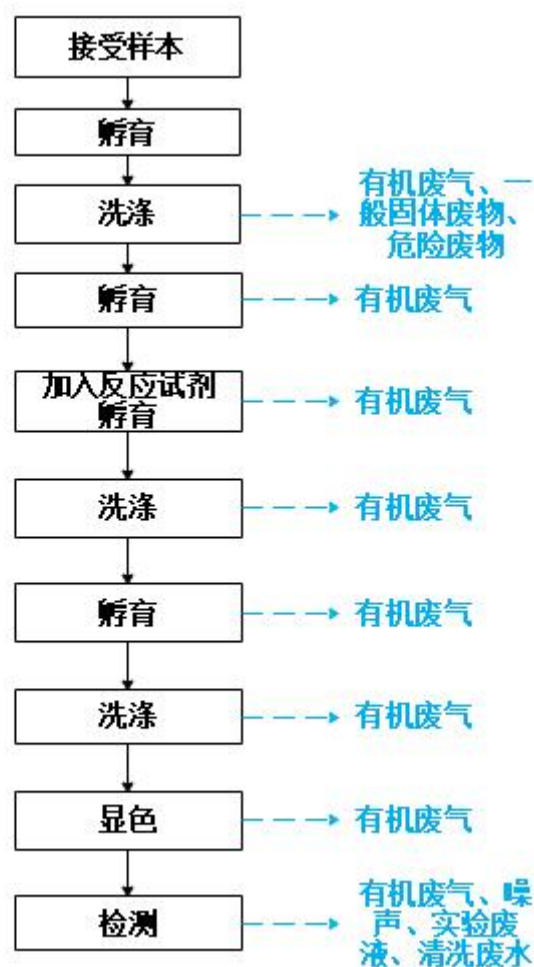 接受样本
孵育
洗涤
有机废气、一
般固体废物、
危险废物
孵育
有机废气
加入反应试剂
孵育
有机废气
洗涤
有机废气
孵育
有机废气
洗涤
有机废气
显色
有机废气
检测
有机废气、噪
声、实验废
液、清洗废水